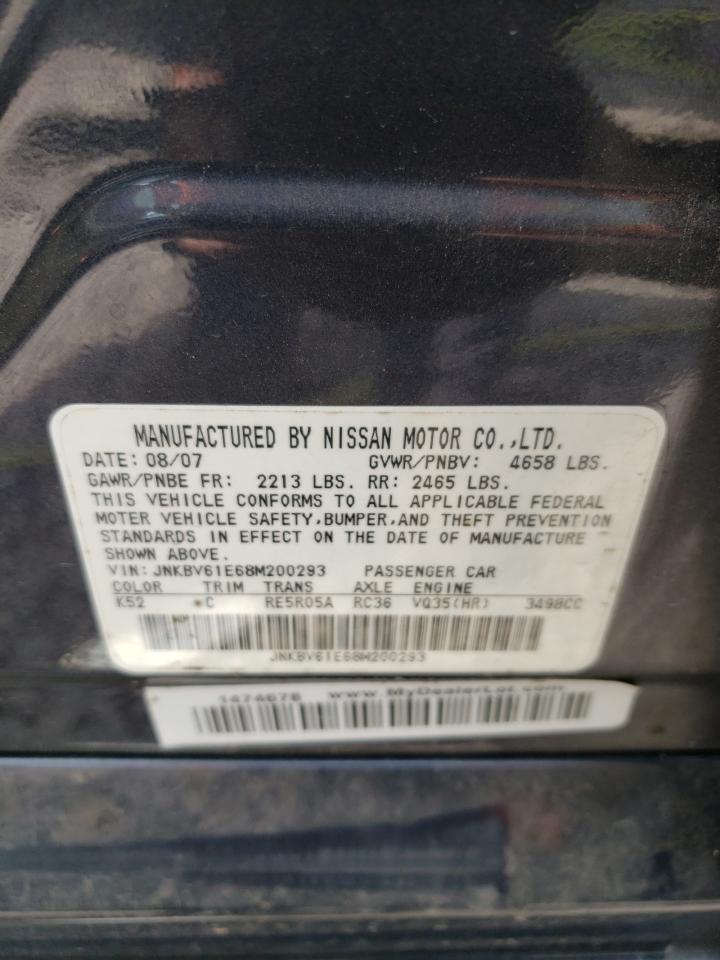 MANUFACTURED BY NISSAN MOTOR CO.,LTD.
DATE: 08/07 GVWR/PNBV: 4658 LBS.
GAWR/PNBE FR: 2213 LBS. RR: 2465 LBS.
THIS VEHICLE CONFORMS TO ALL APPLICABLE FEDERAL
MOTER VEHICLE SAFETY,BUMPER,AND THEFT PREVENTION
STANDARDS IN EFFECT ON THE DATE OF MANUFACTURE
SHOWN ABOVE.
VIN: JNKBV61E68M200293 PASSENGER CAR
COLOR TRIM TRANS AXLE ENGINE
K52 *C RE5R05A RC36 VQ35(HR) 3498CC
JNKBV61E68M200293
1474678 www.MyDealerLot.com